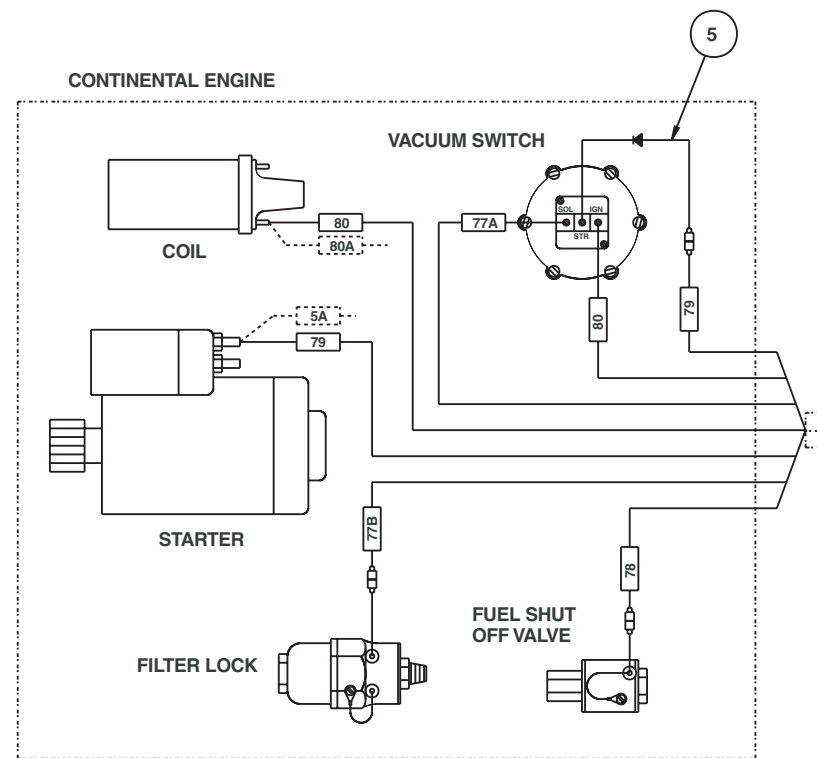 5
CONTINENTAL ENGINE
VACUUM SWITCH
SOL
IGN
STR
77A
80
80A
COIL
80
79
5A
79
STARTER
77B
78
FUEL SHUT
OFF VALVE
FILTER LOCK